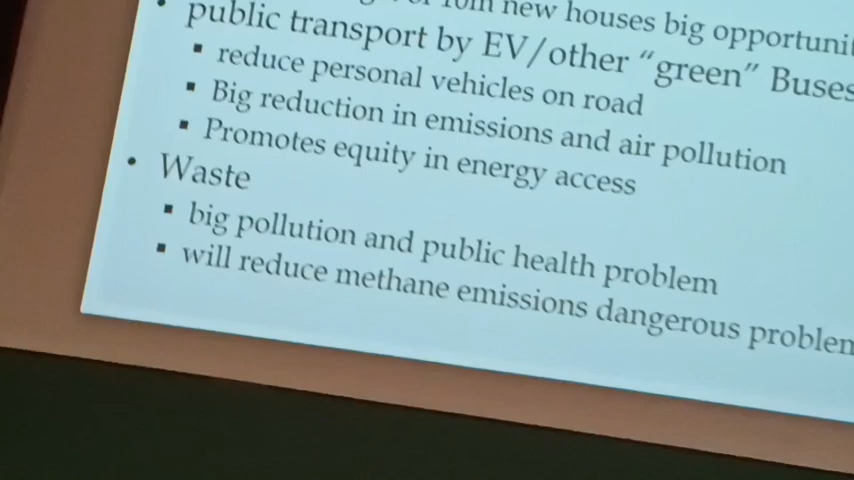 new houses big opportuni
• public transport by EV/other "green" Buses
▪ reduce personal vehicles on road
▪ Big reduction in emissions and air pollution
▪ Promotes equity in energy access
• Waste
▪ big pollution and public health problem
▪ will reduce methane emissions dangerous problem